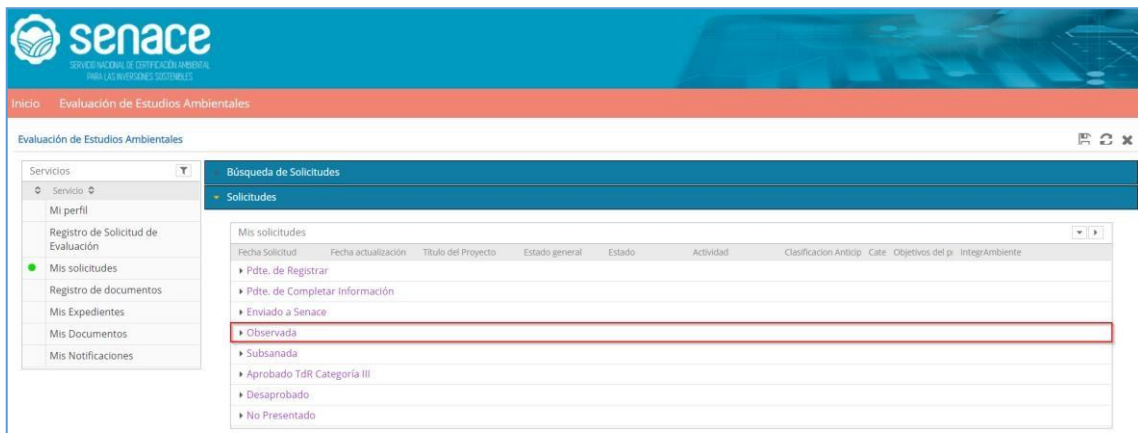 senace
SERVICIO NACIONAL DE CERTIFICACIÓN AMBIENTAL
PARA LAS INVERSIONES SOSTENIBLES
Inicio Evaluación de Estudios Ambientales
Evaluación de Estudios Ambientales
Servicios
Servicio
Mi perfil
Registro de Solicitud de
Evaluación
Mis solicitudes
Registro de documentos
Mis Expedientes
Mis Documentos
Mis Notificaciones
Búsqueda de Solicitudes
Solicitudes
Mis solicitudes
Fecha Solicitud Fecha actualización Título del Proyecto Estado general Estado Actividad Clasificacion Anticip Cate Objetivos del p IntegrAmbiente
Pdte. de Registrar
Pdte. de Completar Información
Enviado a Senace
Observada
Subsanada
Aprobado TdR Categoría III
Desaprobado
No Presentado